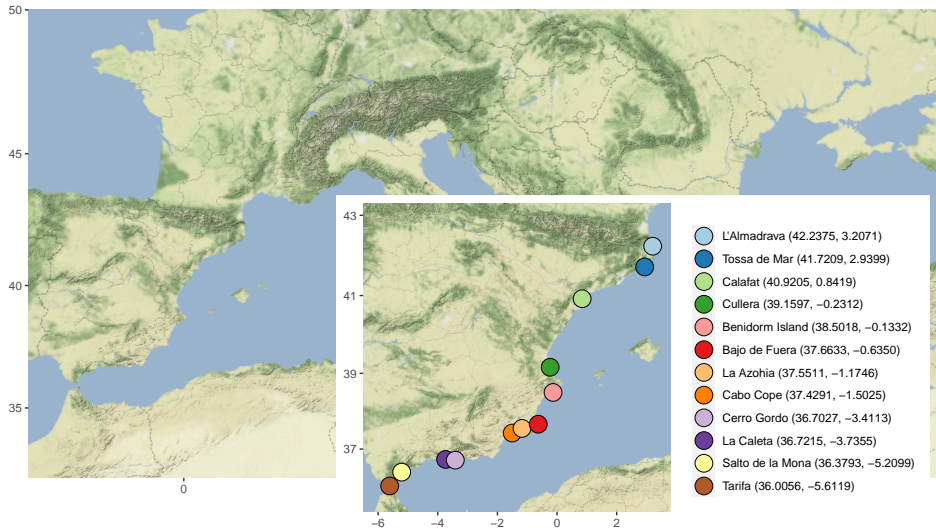 50
45
40
35
0
43
41
39
37
−6
−4
−2
0
2
L'Almadrava (42.2375, 3.2071)
Tossa de Mar (41.7209, 2.9399)
Calafat (40.9205, 0.8419)
Cullera (39.1597, −0.2312)
Benidorm Island (38.5018, −0.1332)
Bajo de Fuera (37.6633, −0.6350)
La Azohia (37.5511, −1.1746)
Cabo Cope (37.4291, −1.5025)
Cerro Gordo (36.7027, −3.4113)
La Caleta (36.7215, −3.7355)
Salto de la Mona (36.3793, −5.2099)
Tarifa (36.0056, −5.6119)